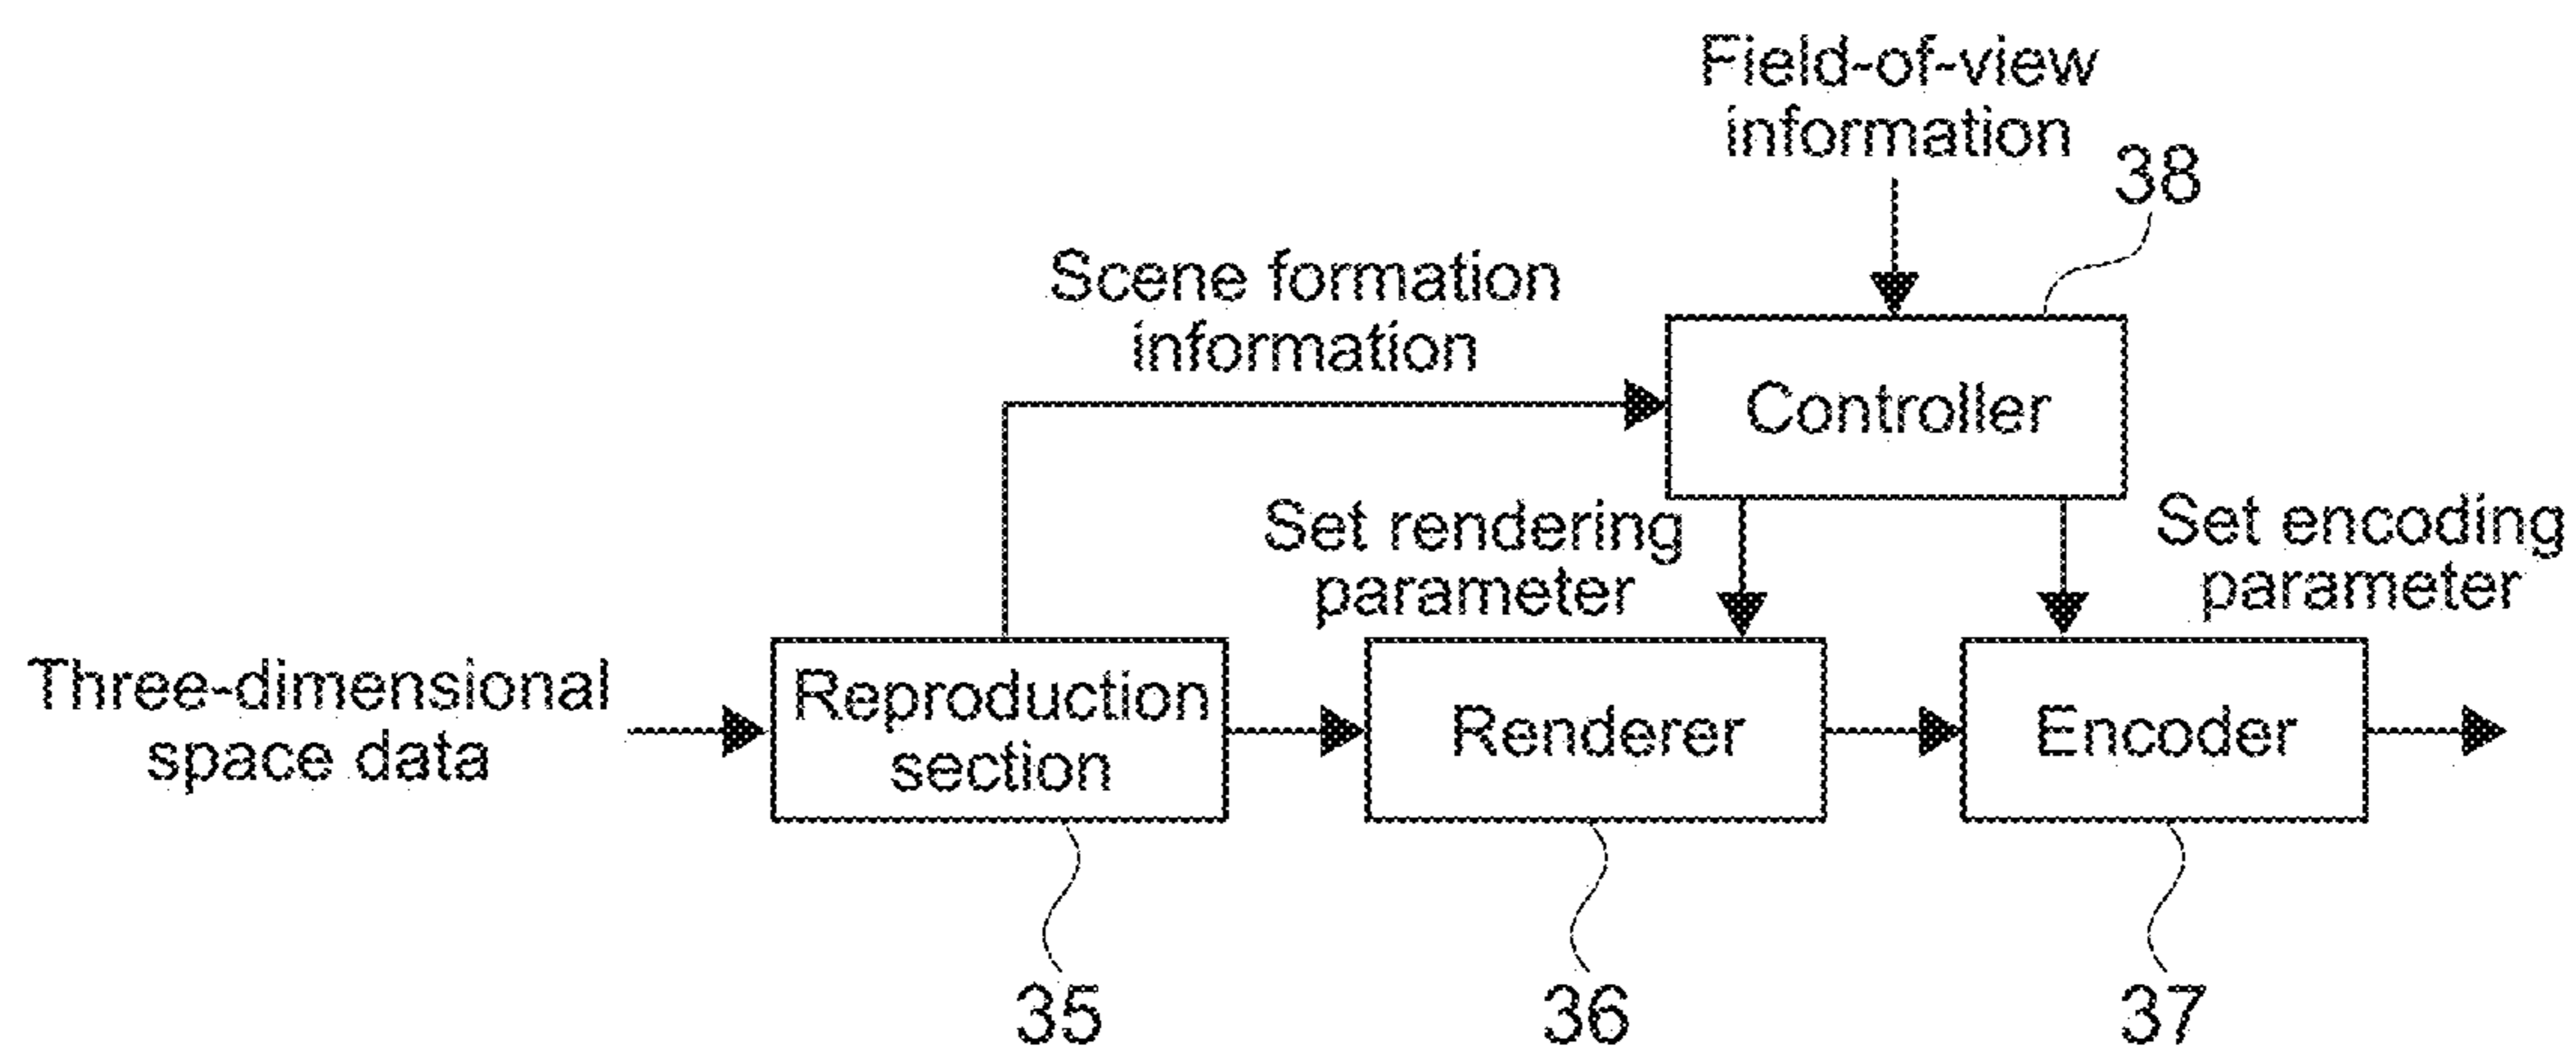 Field-of-view
information
38
Scene formation
information
Controller
Set rendering
parameter
Set encoding
parameter
Three-dimensional
space data
Reproduction
section
Renderer
Encoder
35
36
37